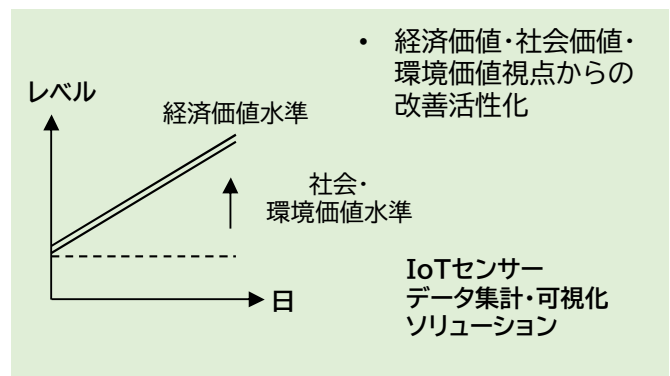 • 経済価値・社会価値・
環境価値視点からの
改善活性化
レベル
経済価値水準
社会・
環境価値水準
日
IoTセンサー
データ集計・可視化
ソリューション